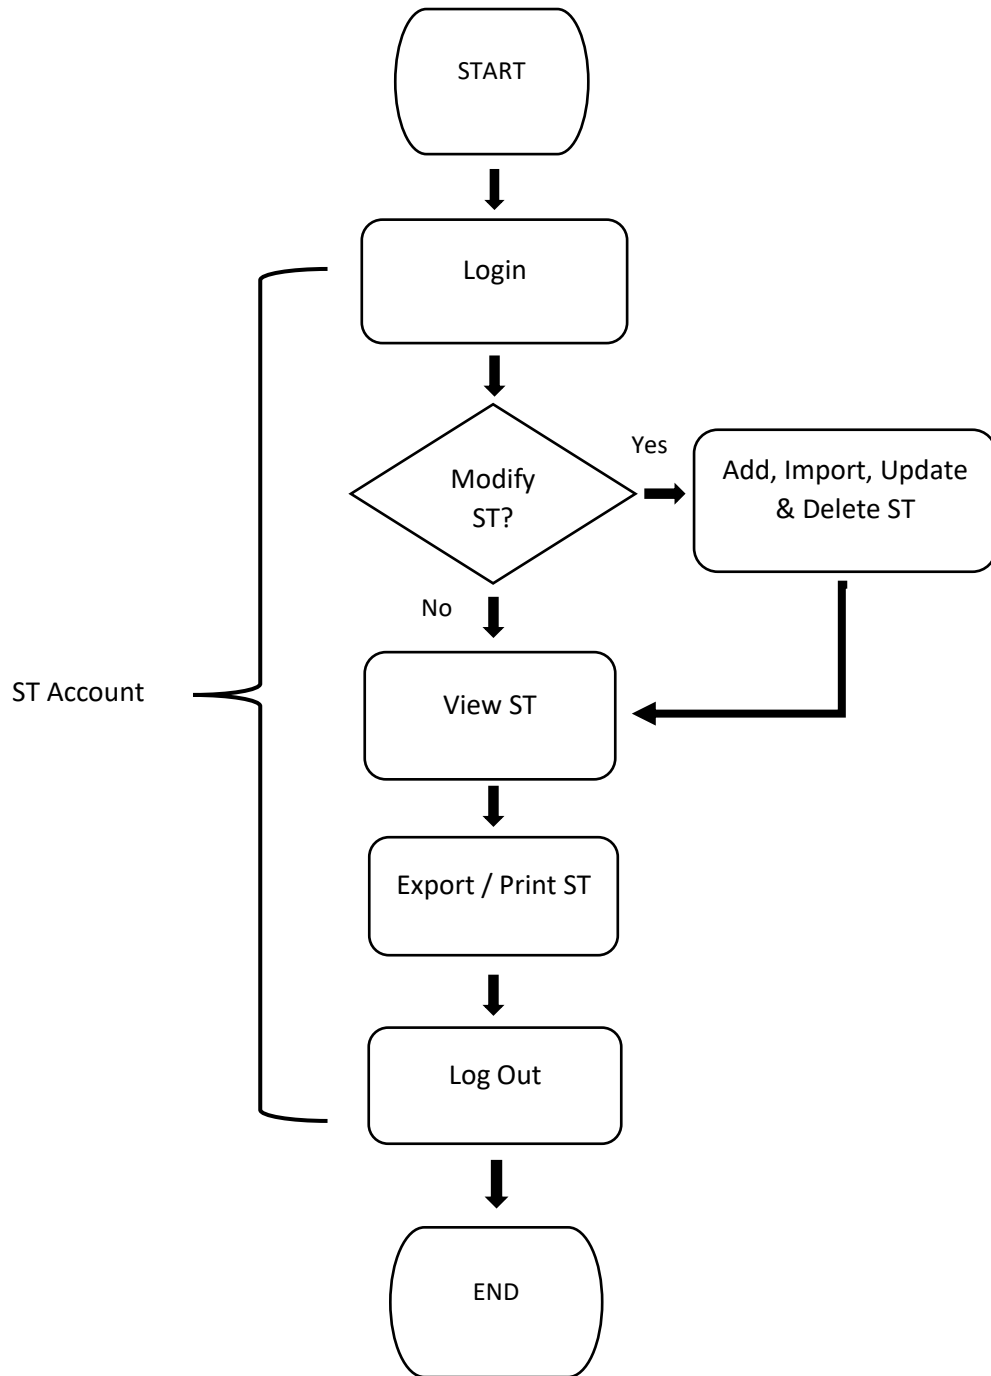 START
Login
Modify
ST?
Yes
Add, Import, Update
& Delete ST
No
ST Account
View ST
Export / Print ST
Log Out
END